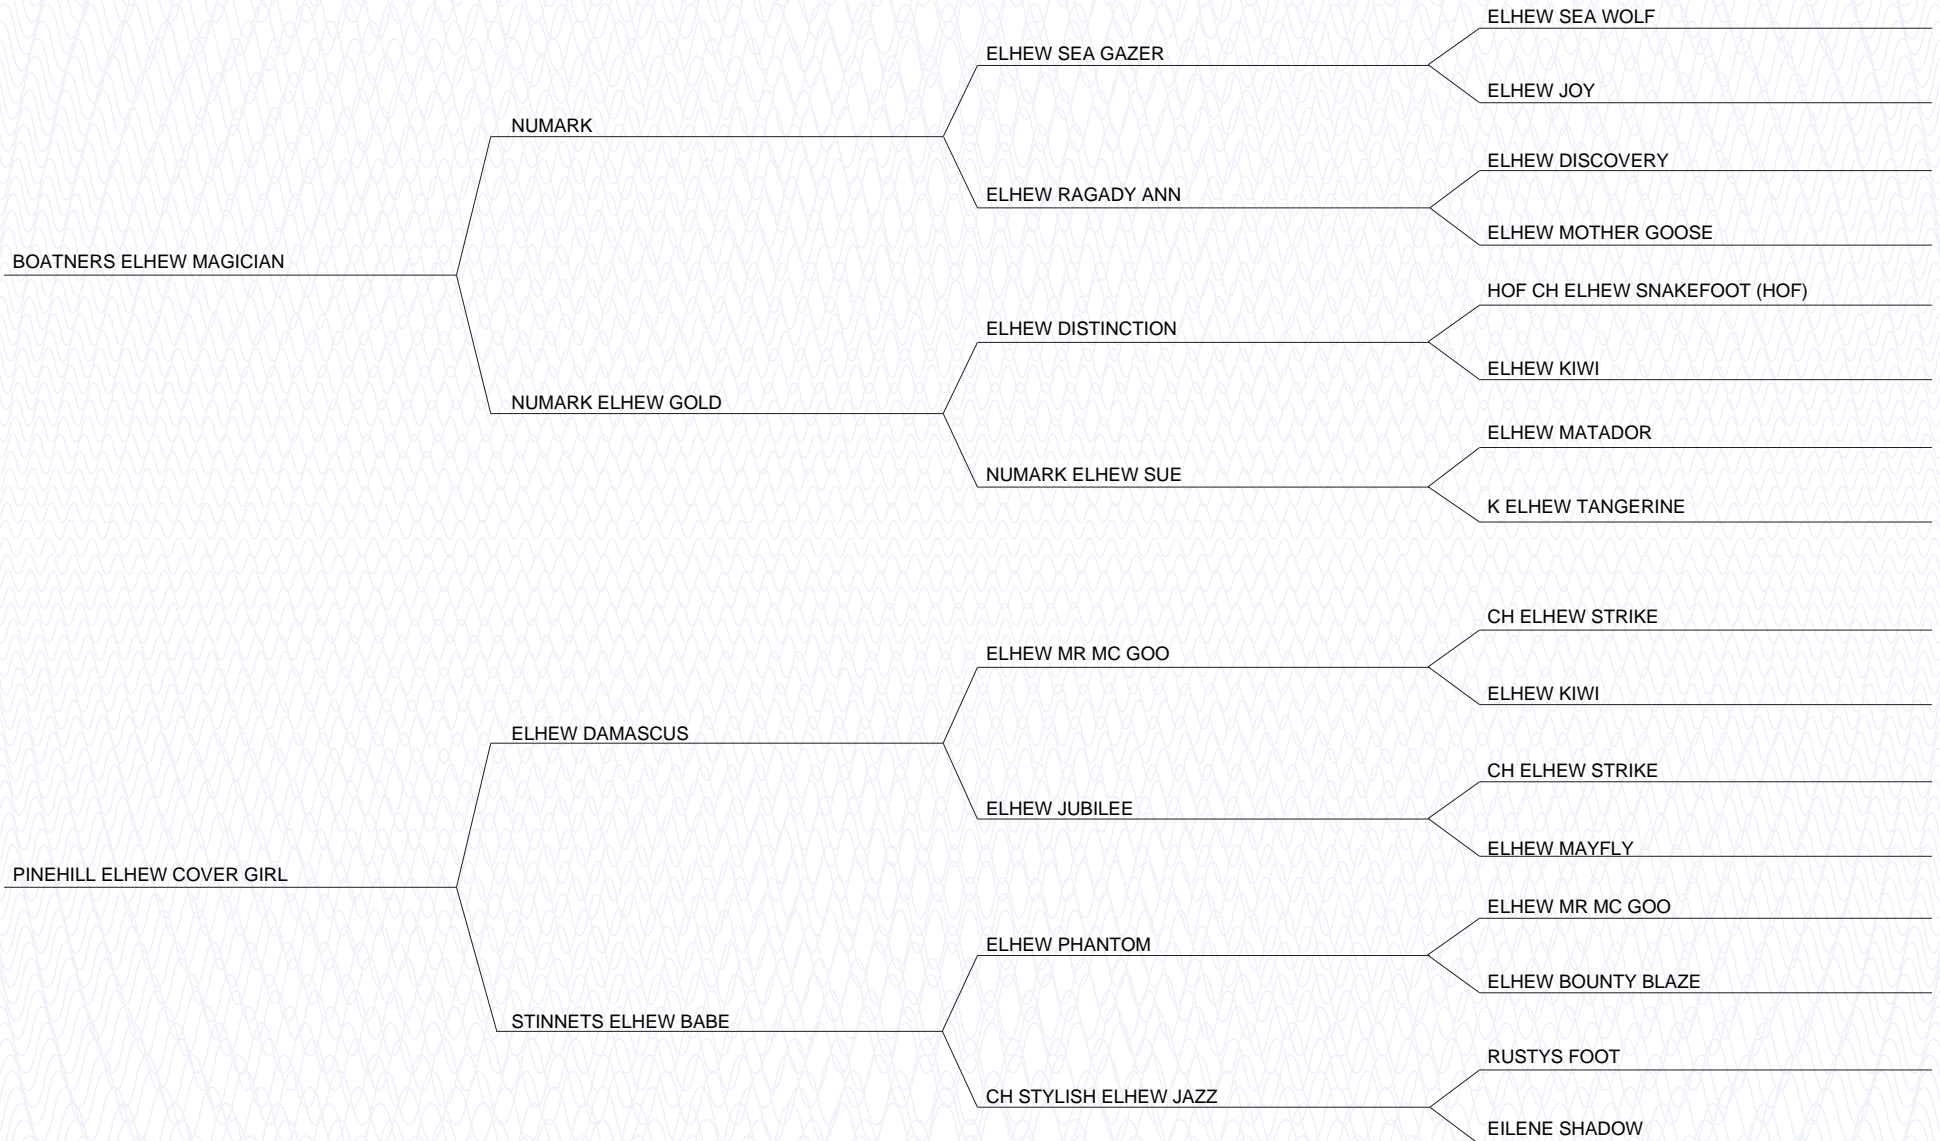 BOATNERS ELHEW MAGICIAN
NUMARK
ELHEW SEA GAZER
ELHEW SEA WOLF
ELHEW JOY
ELHEW RAGADY ANN
ELHEW DISCOVERY
ELHEW MOTHER GOOSE
NUMARK ELHEW GOLD
ELHEW DISTINCTION
HOF CH ELHEW SNAKEFOOT (HOF)
ELHEW KIWI
NUMARK ELHEW SUE
ELHEW MATADOR
K ELHEW TANGERINE
PINEHILL ELHEW COVER GIRL
ELHEW DAMASCUS
ELHEW MR MC GOO
CH ELHEW STRIKE
ELHEW KIWI
ELHEW JUBILEE
CH ELHEW STRIKE
ELHEW MAYFLY
STINNETS ELHEW BABE
ELHEW PHANTOM
ELHEW MR MC GOO
ELHEW BOUNTY BLAZE
CH STYLISH ELHEW JAZZ
RUSTYS FOOT
EILENE SHADOW